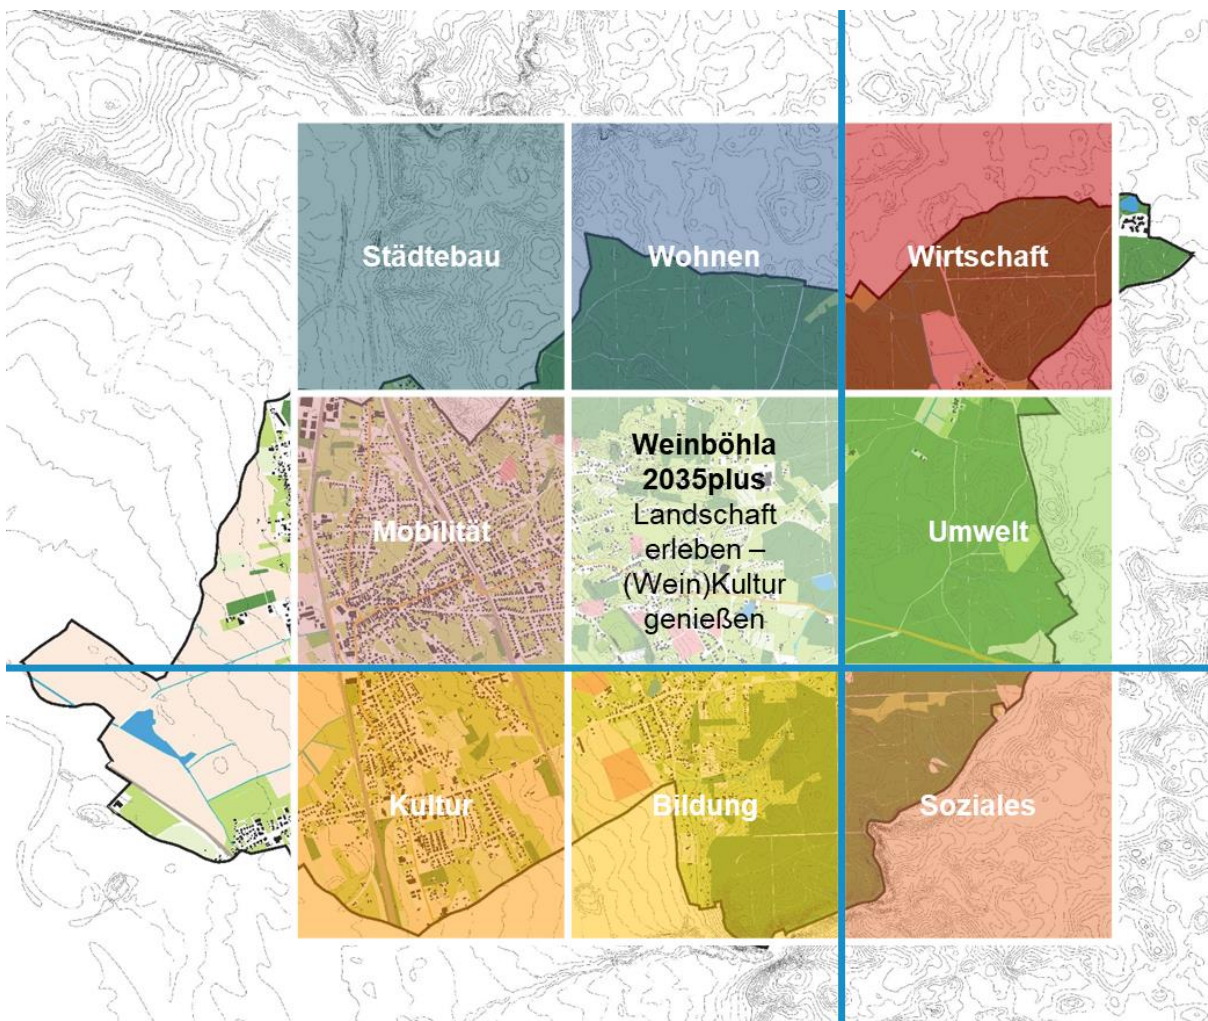 Städtebau
Wohnen
Wirtschaft
Mobilität
Weinböhla
2035plus
Landschaft
erleben –
(Wein)Kultur
genießen
Umwelt
Kultur
Bildung
Soziales